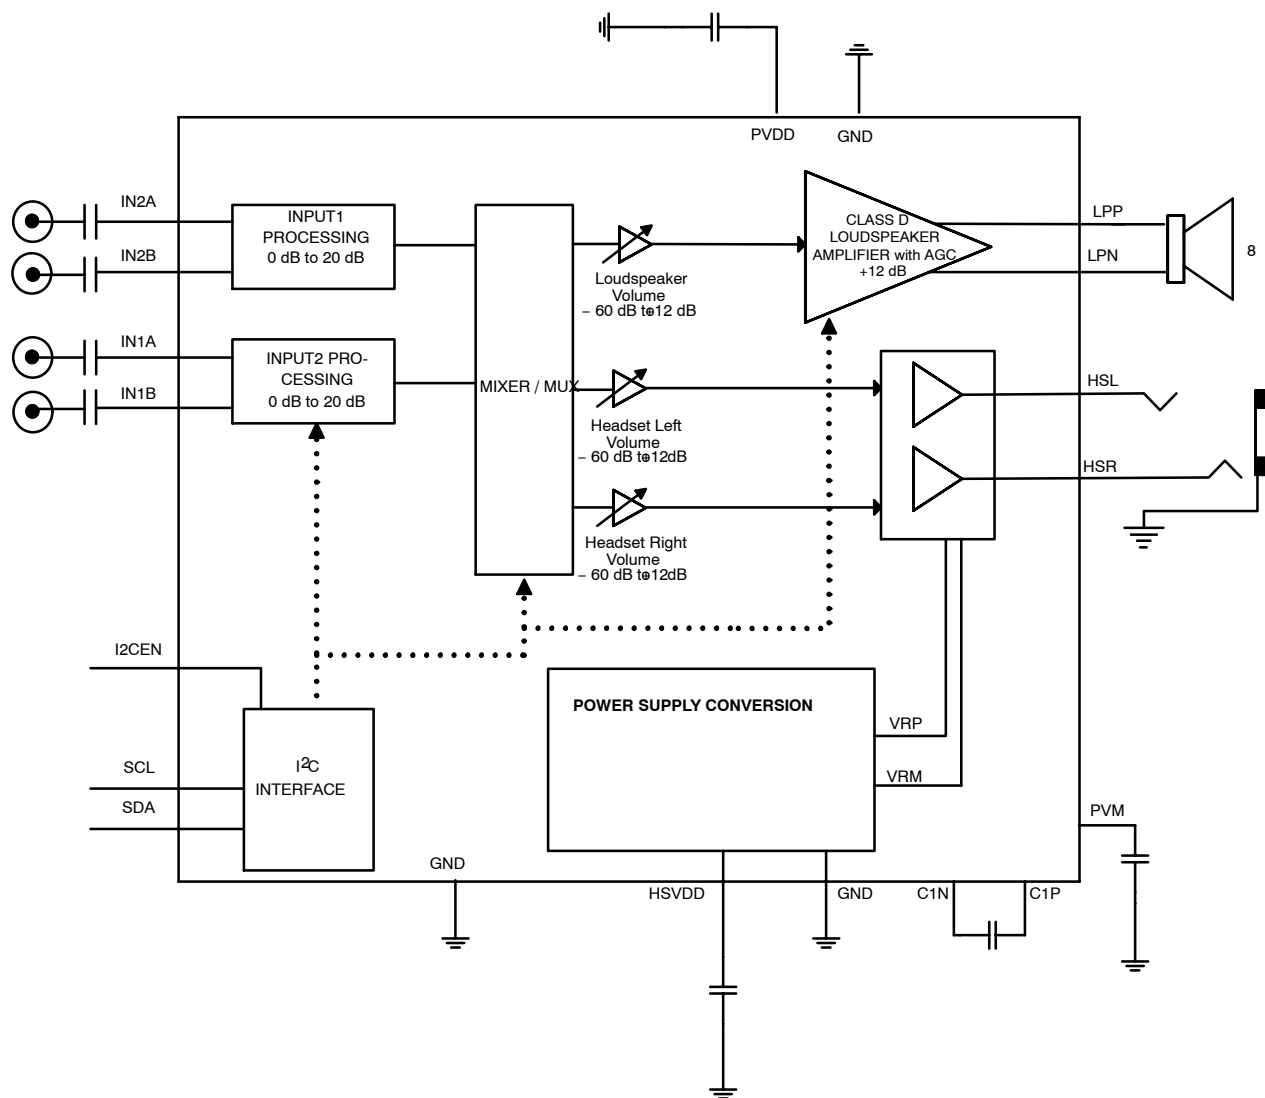 PVDD
GND
IN2A
INPUT1
PROCESSING
0 dB to 20 dB
IN2B
CLASS D
LOUDSPEAKER
AMPLIFIER with AGC
+12 dB
LPP
LPN
8
Loudspeaker
Volume
– 60 dB to +12 dB
IN1A
INPUT2 PRO-
CESSING
0 dB to 20 dB
IN1B
MIXER / MUX
HSL
Headset Left
Volume
– 60 dB to +12dB
HSR
Headset Right
Volume
– 60 dB to +12dB
I2CEN
POWER SUPPLY CONVERSION
VRP
VRM
SCL
I2C
INTERFACE
SDA
PVM
GND
HSVDD
GND
C1N
C1P